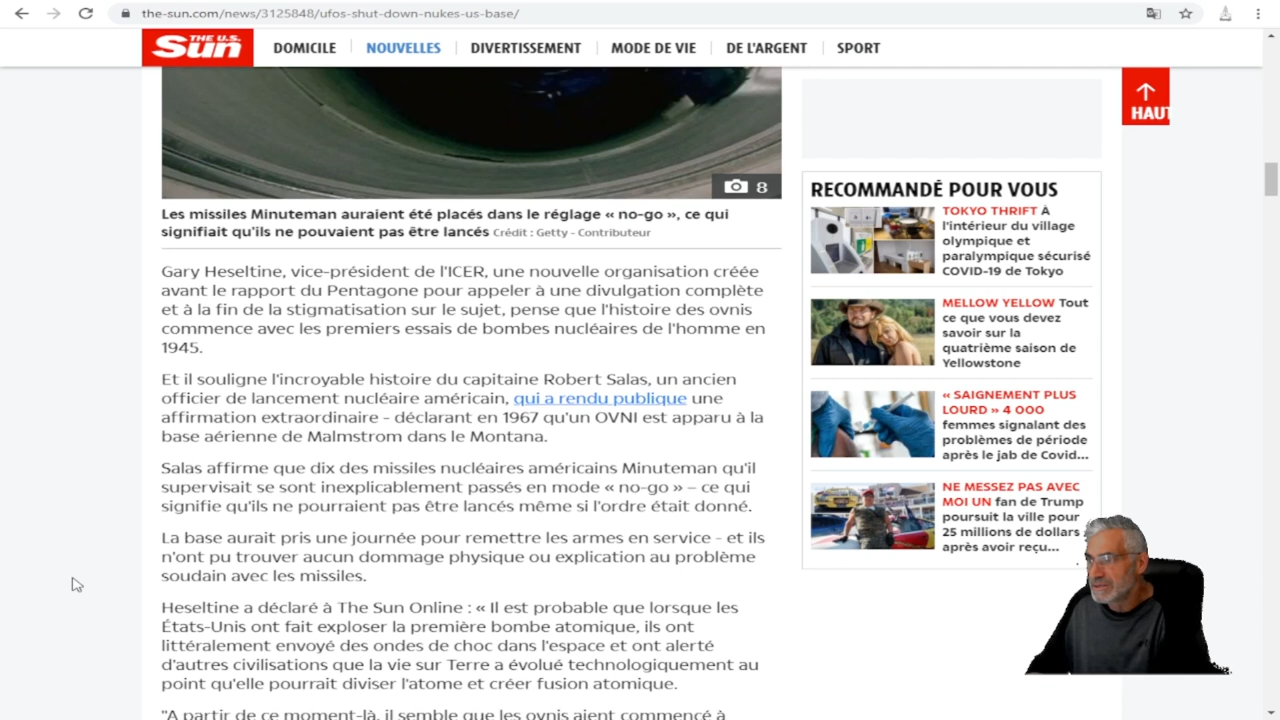 the-sun.com/news/3125848/ufos-shut-down-nukes-us-base/
THE U.S. Sun
DOMICILE
NOUVELLES
DIVERTISSEMENT
MODE DE VIE
DE L'ARGENT
SPORT
HAUT
8
Les missiles Minuteman auraient été placés dans le réglage « no-go », ce qui
signifiait qu'ils ne pouvaient pas être lancés Crédit : Getty - Contributeur
Gary Heseltine, vice-président de l'ICER, une nouvelle organisation créée
avant le rapport du Pentagone pour appeler à une divulgation complète
et à la fin de la stigmatisation sur le sujet, pense que l'histoire des ovnis
commence avec les premiers essais de bombes nucléaires de l'homme en
1945.
Et il souligne l'incroyable histoire du capitaine Robert Salas, un ancien
officier de lancement nucléaire américain, qui a rendu publique une
affirmation extraordinaire - déclarant en 1967 qu'un OVNI est apparu à la
base aérienne de Malmstrom dans le Montana.
Salas affirme que dix des missiles nucléaires américains Minuteman qu'il
supervisait se sont inexplicablement passés en mode « no-go » – ce qui
signifie qu'ils ne pourraient pas être lancés même si l'ordre était donné.
La base aurait pris une journée pour remettre les armes en service - et ils
n'ont pu trouver aucun dommage physique ou explication au problème
soudain avec les missiles.
Heseltine a déclaré à The Sun Online : « Il est probable que lorsque les
États-Unis ont fait exploser la première bombe atomique, ils ont
littéralement envoyé des ondes de choc dans l'espace et ont alerté
d'autres civilisations que la vie sur Terre a évolué technologiquement au
point qu'elle pourrait diviser l'atome et créer fusion atomique.
"A partir de ce moment-là, il semble que les ovnis aient commencé à
RECOMMANDÉ POUR VOUS
TOKYO THRIFT À
l'intérieur du village
olympique et
paralympique sécurisé
COVID-19 de Tokyo
MELLOW YELLOW Tout
ce que vous devez
savoir sur la
quatrième saison de
Yellowstone
« SAIGNEMENT PLUS
LOURD » 4 000
femmes signalant des
problèmes de période
après le jab de Covid...
NE MESSEZ PAS AVEC
MOI UN fan de Trump
poursuit la ville pour
25 millions de dollars
après avoir reçu...